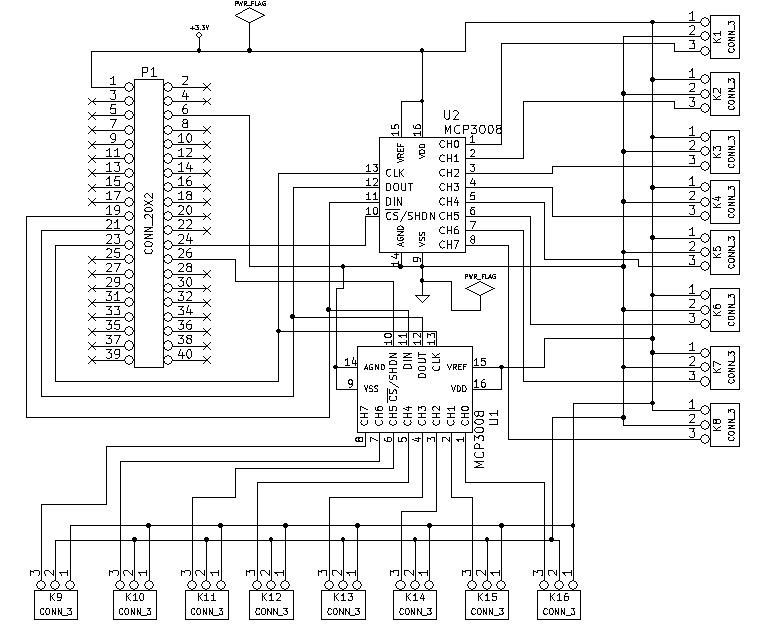 PWR_FLAG
+3.3V
P1
1 2
3 4
5 6
7 8
9 10
11 12
13 14
15 16
17 18
19 20
21 22
23 24
25 26
27 28
29 30
31 32
33 34
35 36
37 38
39 40
CONN_20X2
U2
MCP3008
15 VREF
16 VDD
13 CLK
12 DOUT
11 DIN
10 CS/SHDN
CH0 1
CH1 2
CH2 3
CH3 4
CH4 5
CH5 6
CH6 7
CH7 8
AGND 14
VSS 9
PWR_FLAG
10 CS/SHDN
11 DIN
12 DOUT
13 CLK
14 AGND
9 VSS
VREF 15
VDD 16
CH7 8
CH6 7
CH5 6
CH4 5
CH3 4
CH2 3
CH1 2
CH0 1
MCP3008
U1
1
2
3
K1
CONN_3
1
2
3
K2
CONN_3
1
2
3
K3
CONN_3
1
2
3
K4
CONN_3
1
2
3
K5
CONN_3
1
2
3
K6
CONN_3
1
2
3
K7
CONN_3
1
2
3
K8
CONN_3
3 2 1
K9
CONN_3
3 2 1
K10
CONN_3
3 2 1
K11
CONN_3
3 2 1
K12
CONN_3
3 2 1
K13
CONN_3
3 2 1
K14
CONN_3
3 2 1
K15
CONN_3
3 2 1
K16
CONN_3